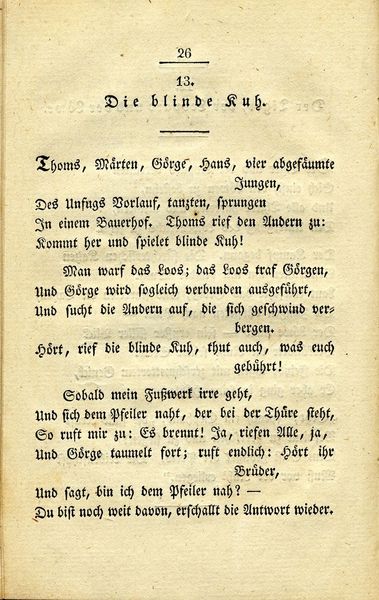 26
13.
Die blinde Kuh.
Thoms, Märten, Görge, Hans, vier abgefäumte
Jungen,
Des Unfugs Vorlauf, tanzten, sprungen
In einem Bauerhof. Thoms rief den Andern zu:
Kommt her und spielet blinde Kuh!
Man warf das Loos; das Loos traf Görgen,
Und Görge wird sogleich verbunden ausgeführt,
Und sucht die Andern auf, die sich geschwind ver-
bergen.
Hört, rief die blinde Kuh, thut auch, was euch
gebührt!
Sobald mein Fußwerk irre geht,
Und sich dem Pfeiler naht, der bei der Thüre steht,
So ruft mir zu: Es brennt! Ja, riefen Alle, ja,
Und Görge taumelt fort; ruft endlich: Hört ihr
Brüder,
Und sagt, bin ich dem Pfeiler nah? —
Du bist noch weit davon, erschallt die Antwort wieder.